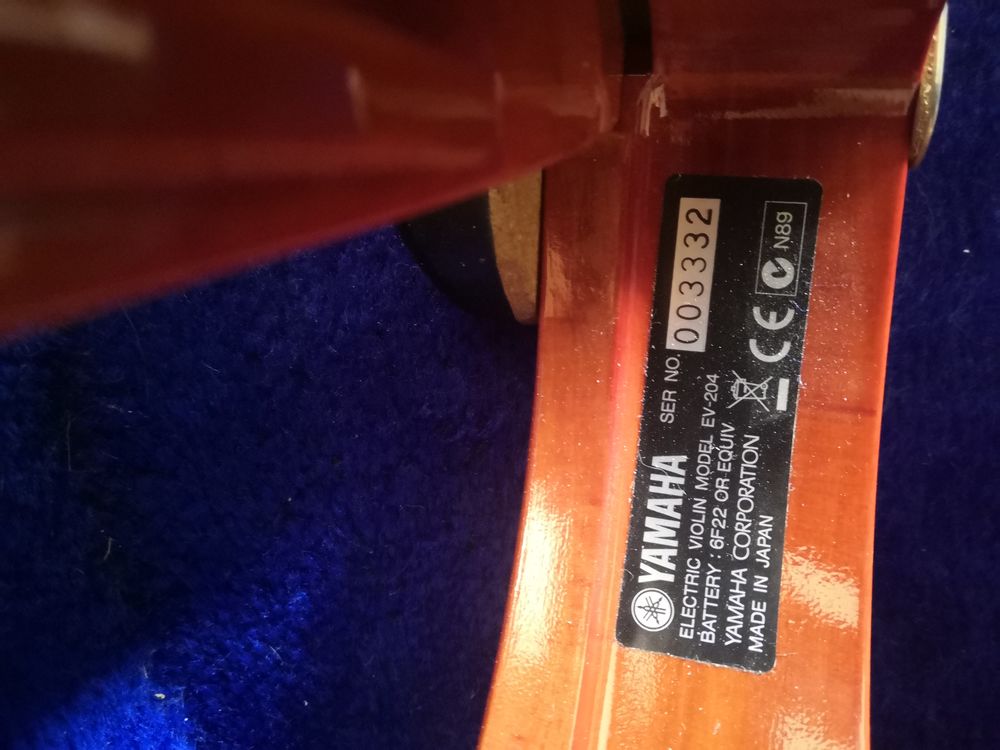 YAMAHA
SER NO. 003332
ELECTRIC VIOLIN MODEL EV-204
BATTERY : 6F22 OR EQUIV
YAMAHA CORPORATION
MADE IN JAPAN
CE
N89